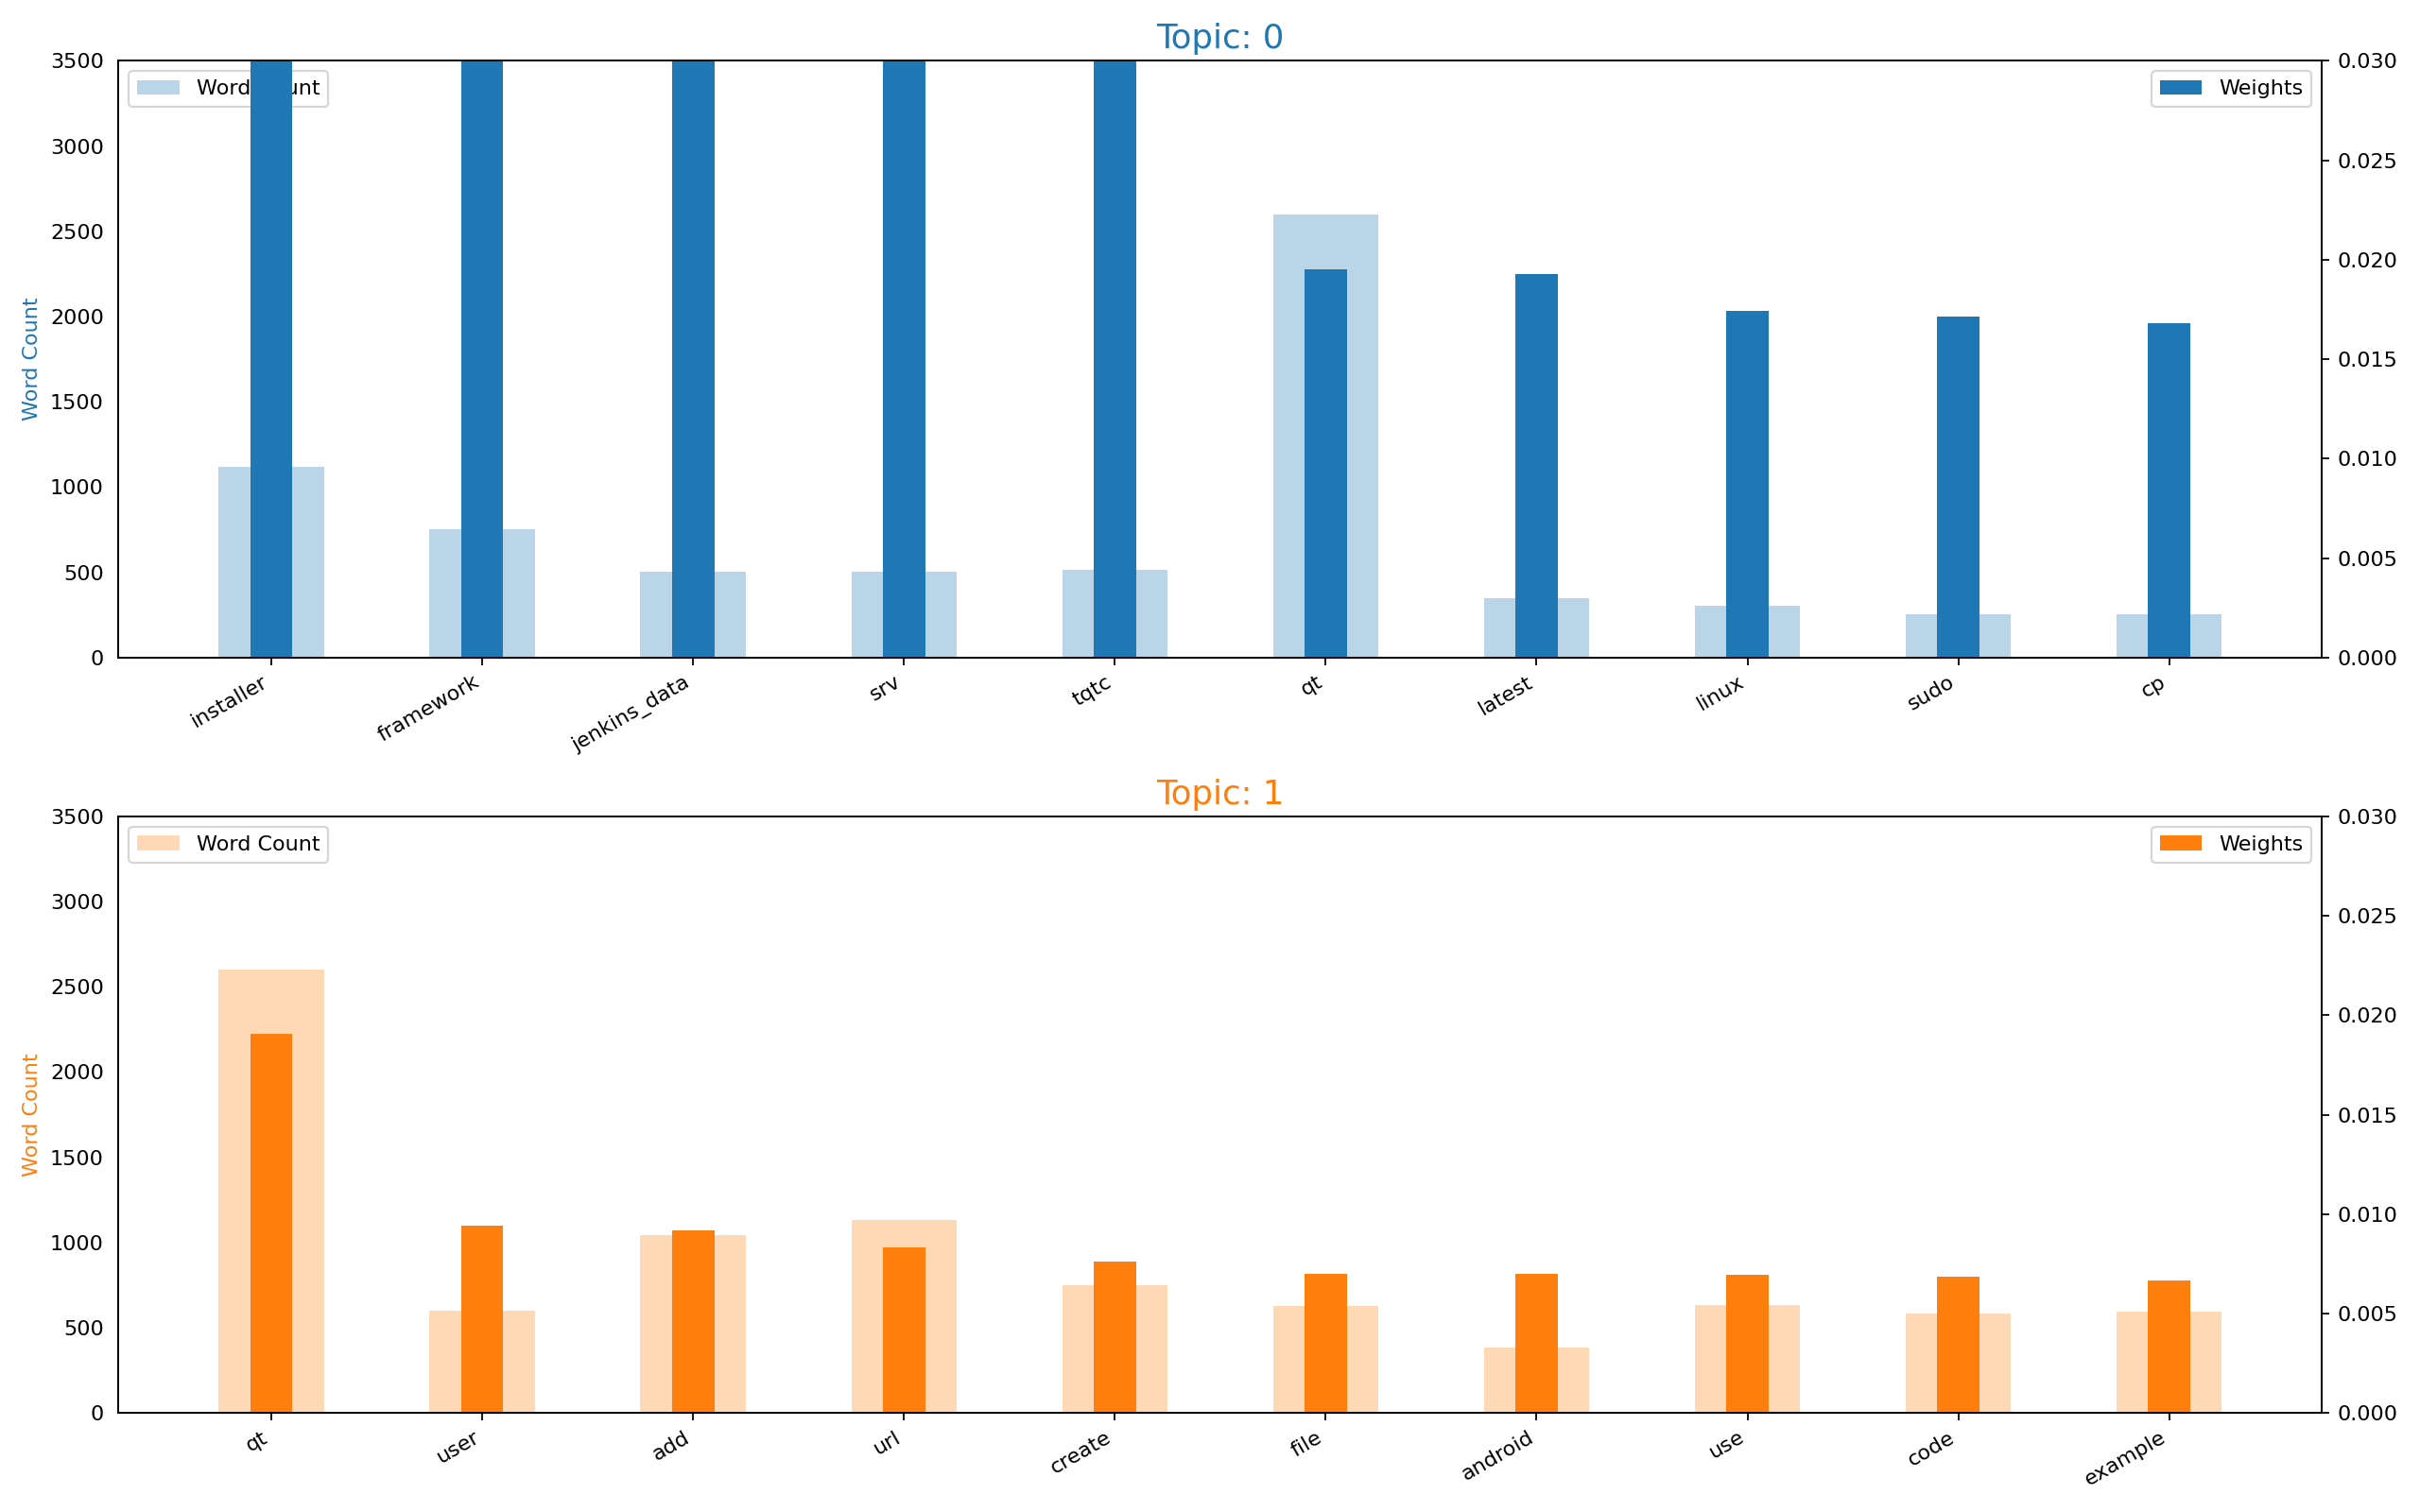 Topic: 0
3500
3000
2500
2000
1500
1000
500
0
Word Count
Word unt
Weights
0.030
0.025
0.020
0.015
0.010
0.005
0.000
installer
framework
jenkins_data
srv
tqtc
qt
latest
linux
sudo
cp
Topic: 1
3500
3000
2500
2000
1500
1000
500
0
Word Count
Word Count
Weights
0.030
0.025
0.020
0.015
0.010
0.005
0.000
qt
user
add
url
create
file
android
use
code
example